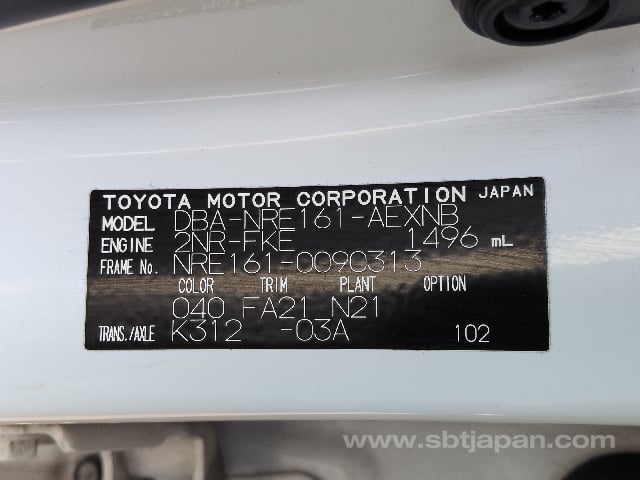 TOYOTA MOTOR CORPORATION JAPAN
MODEL DBA-NRE161-AEXNB
ENGINE 2NR-FKE 1496 mL
FRAME No. NRE161-0090313
COLOR TRIM PLANT OPTION
040 FA21 N21
TRANS./AXLE K312 -03A 102
www.sbtjapan.com